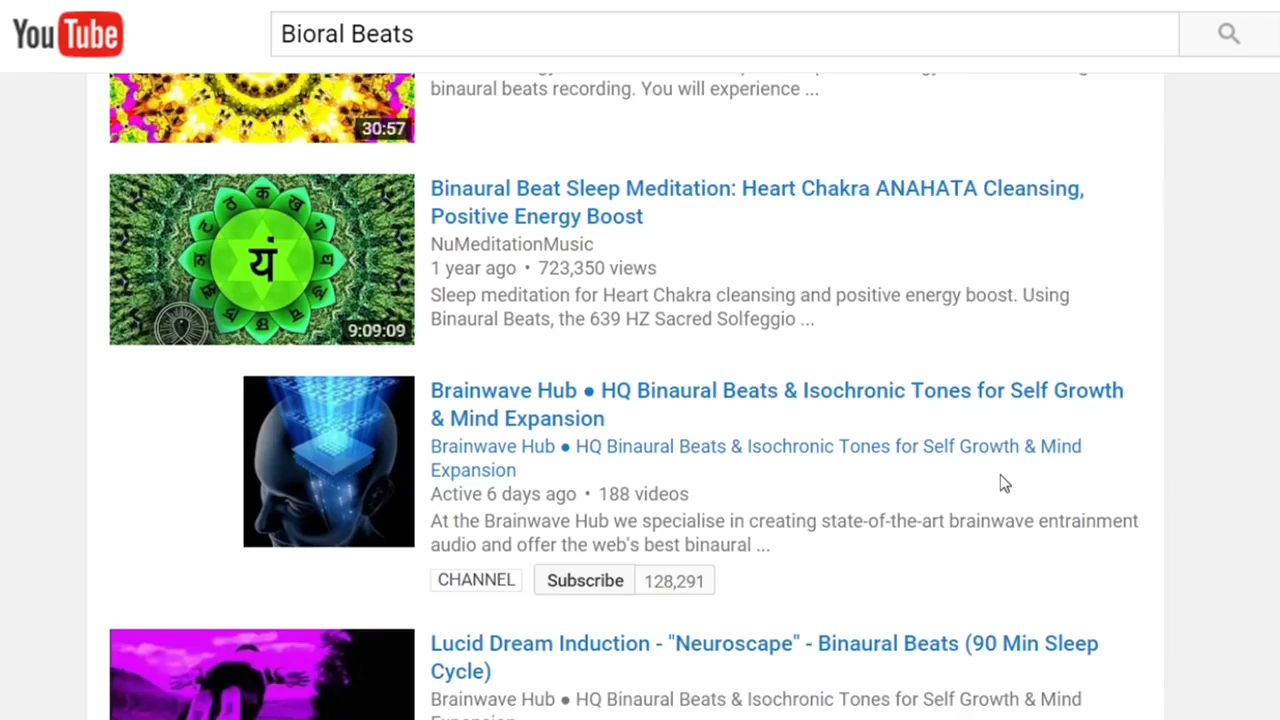 YouTube
Bioral Beats
binaural beats recording. You will experience ...
30:57
Binaural Beat Sleep Meditation: Heart Chakra ANAHATA Cleansing,
Positive Energy Boost
NuMeditationMusic
1 year ago • 723,350 views
Sleep meditation for Heart Chakra cleansing and positive energy boost. Using
Binaural Beats, the 639 HZ Sacred Solfeggio ...
यं
9:09:09
Brainwave Hub ● HQ Binaural Beats & Isochronic Tones for Self Growth
& Mind Expansion
Brainwave Hub ● HQ Binaural Beats & Isochronic Tones for Self Growth & Mind
Expansion
Active 6 days ago • 188 videos
At the Brainwave Hub we specialise in creating state-of-the-art brainwave entrainment
audio and offer the web's best binaural ...
CHANNEL
Subscribe 128,291
Lucid Dream Induction - "Neuroscape" - Binaural Beats (90 Min Sleep
Cycle)
Brainwave Hub ● HQ Binaural Beats & Isochronic Tones for Self Growth & Mind